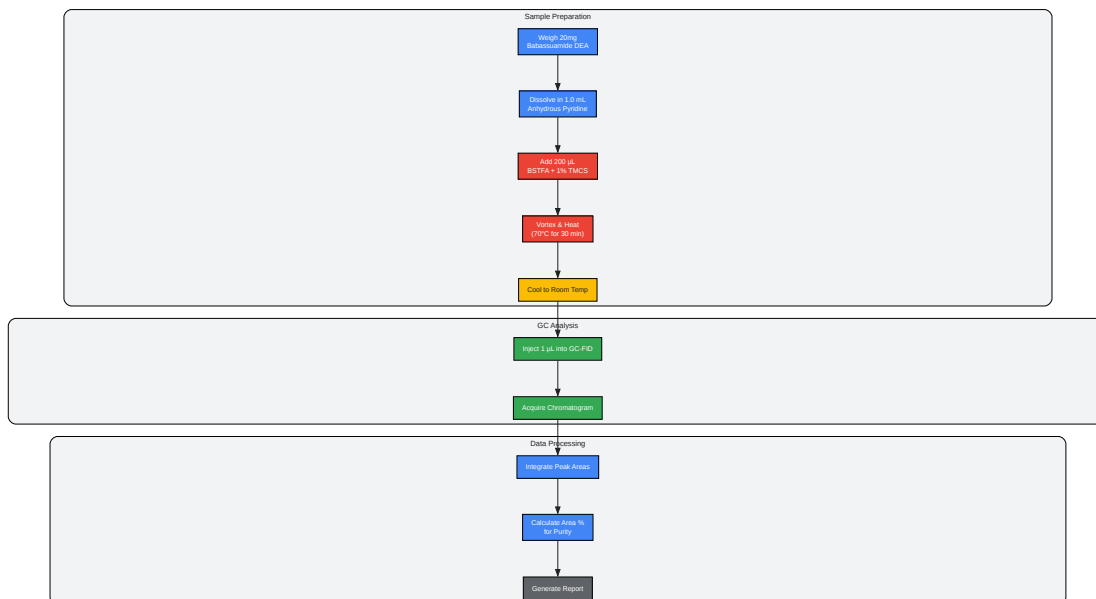 Sample Preparation
Weigh 20mg
Babassuamide DEA
Dissolve in 1.0 mL
Anhydrous Pyridine
Add 200 µL
BSTFA + 1% TMCS
Vortex & Heat
(70°C for 30 min)
Cool to Room Temp
GC Analysis
Inject 1 µL into GC-FID
Acquire Chromatogram
Data Processing
Integrate Peak Areas
Calculate Area %
for Purity
Generate Report